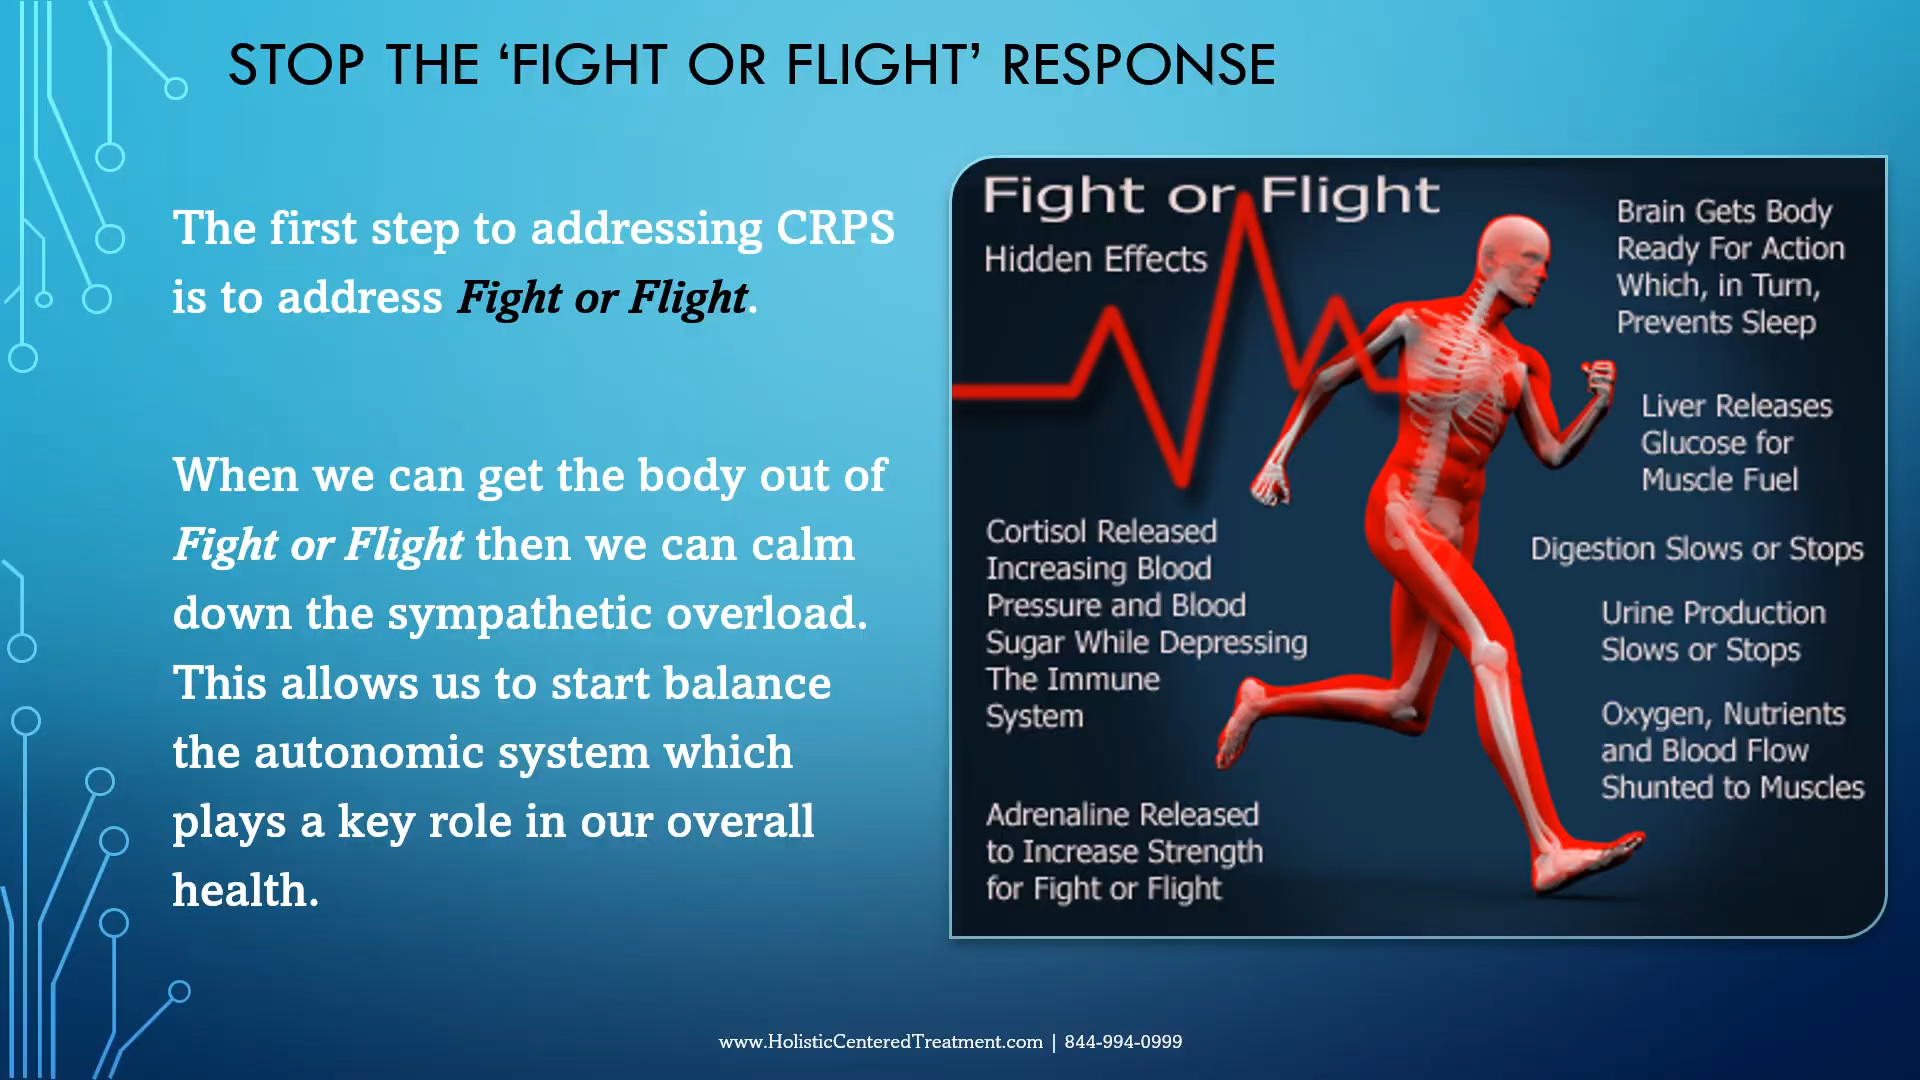 STOP THE ‘FIGHT OR FLIGHT’ RESPONSE
The first step to addressing CRPS
is to address Fight or Flight.
When we can get the body out of
Fight or Flight then we can calm
down the sympathetic overload.
This allows us to start balance
the autonomic system which
plays a key role in our overall
health.
Fight or Flight
Hidden Effects
Cortisol Released
Increasing Blood
Pressure and Blood
Sugar While Depressing
The Immune
System
Adrenaline Released
to Increase Strength
for Fight or Flight
Brain Gets Body
Ready For Action
Which, in Turn,
Prevents Sleep
Liver Releases
Glucose for
Muscle Fuel
Digestion Slows or Stops
Urine Production
Slows or Stops
Oxygen, Nutrients
and Blood Flow
Shunted to Muscles
www.HolisticCenteredTreatment.com | 844-994-0999